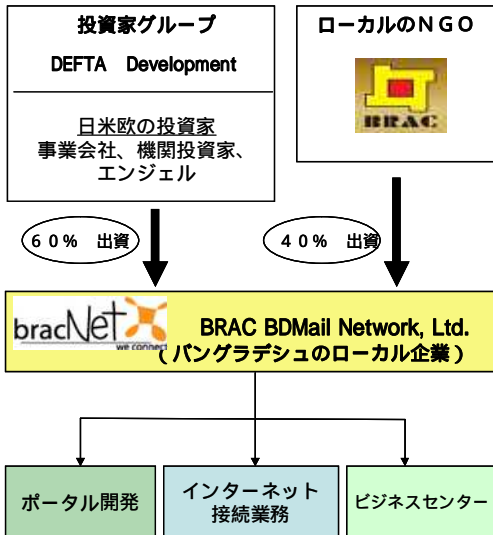 投資家グループ
DEFTA Development
日米欧の投資家
事業会社、機関投資家、
エンジェル
ローカルのＮＧＯ
BRAC
６０％ 出資
４０％ 出資
bracNet
we connect
BRAC BDMail Network, Ltd.
（バングラデシュのローカル企業）
ポータル開発
インターネット
接続業務
ビジネスセンター